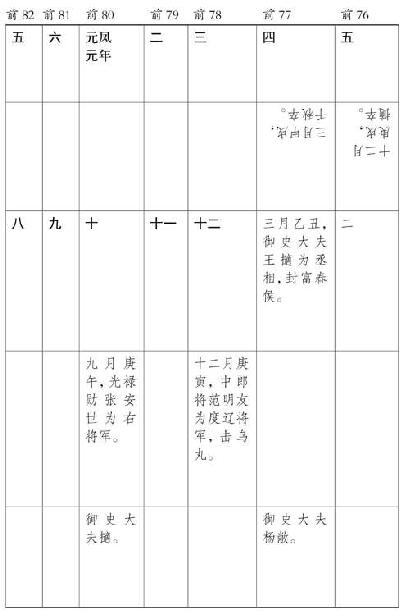 前 82 前 81 前 80 前 79 前 78 前 77 前 76
五 六 元凤 二 三 四 五
元年
三月甲戌,
千秋卒。
十二月
庚戌,
卒。
八 九 十 十一 十二
三月乙丑,
御史大夫
王 为丞
相,封富春
侯。
二
九月庚
午,光禄
勋张安
世为右
将军。
十二月庚
寅,中郎
将范明友
为度辽将
军,击乌
丸。
御史大
夫 。
御史大夫
杨敞。